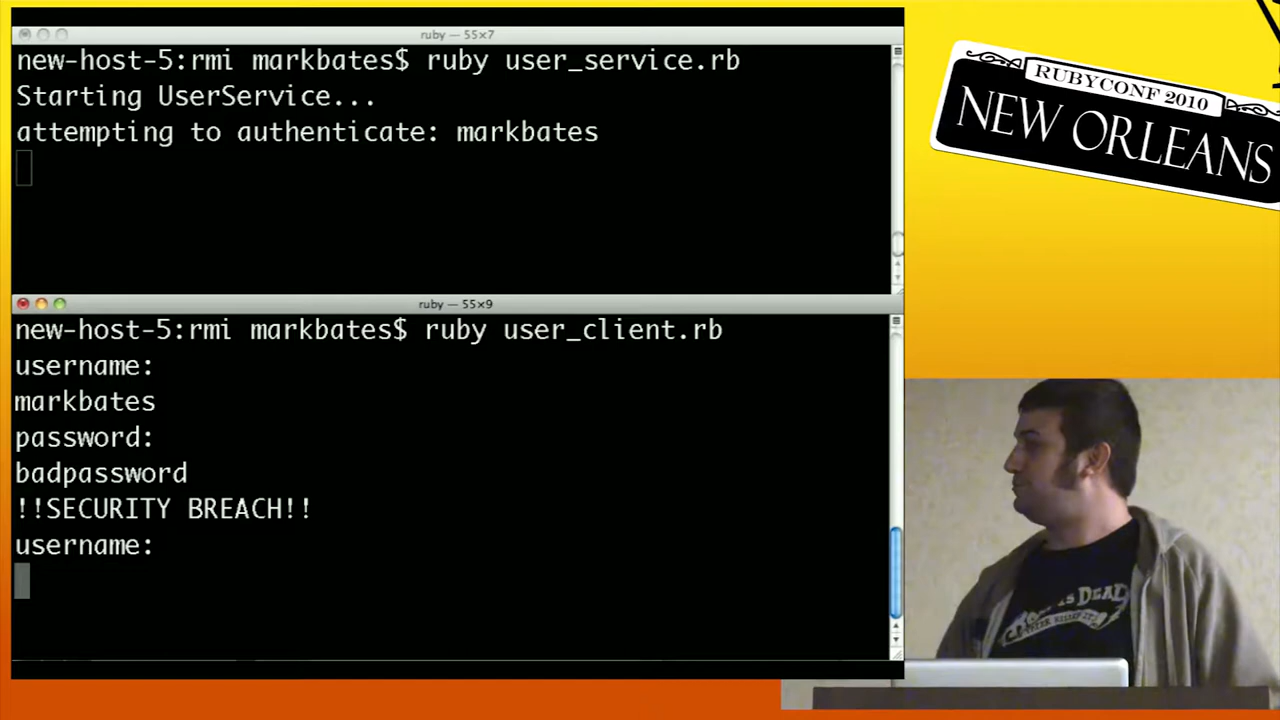 ruby — 55×7
new-host-5:rmi markbates$ ruby user_service.rb
Starting UserService...
attempting to authenticate: markbates
ruby — 55×9
new-host-5:rmi markbates$ ruby user_client.rb
username:
markbates
password:
badpassword
!!SECURITY BREACH!!
username:
RUBYCONF 2010
NEW ORLEANS
IS DEAD